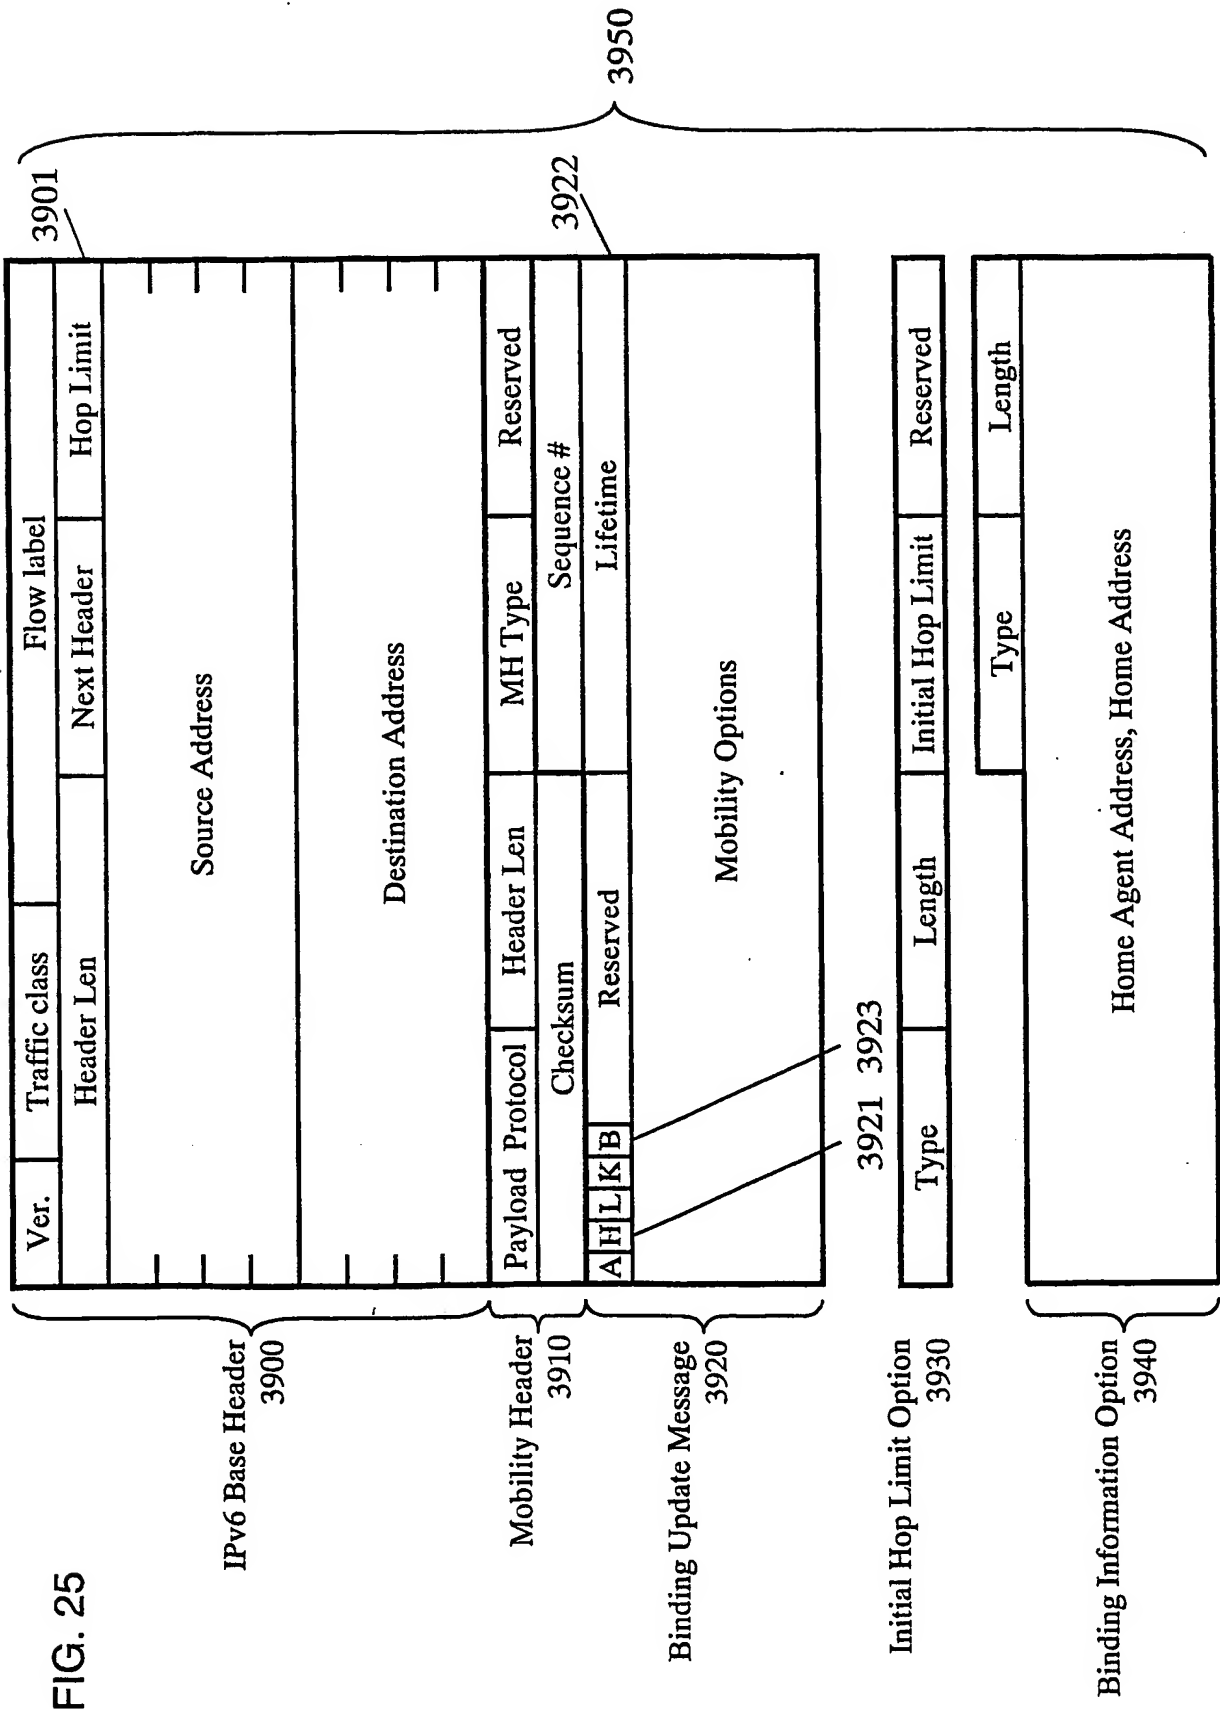 FIG. 25
3950
3901
3922
IPv6 Base Header
3900
Ver.
Traffic class
Flow label
Header Len
Next Header
Hop Limit
Source Address
Destination Address
Mobility Header
3910
Payload Protocol
Header Len
MH Type
Reserved
Checksum
Sequence #
Binding Update Message
3920
A
H
L
K
B
Reserved
Lifetime
Mobility Options
3921
3923
Initial Hop Limit Option
3930
Type
Length
Initial Hop Limit
Reserved
Binding Information Option
3940
Type
Length
Home Agent Address, Home Address